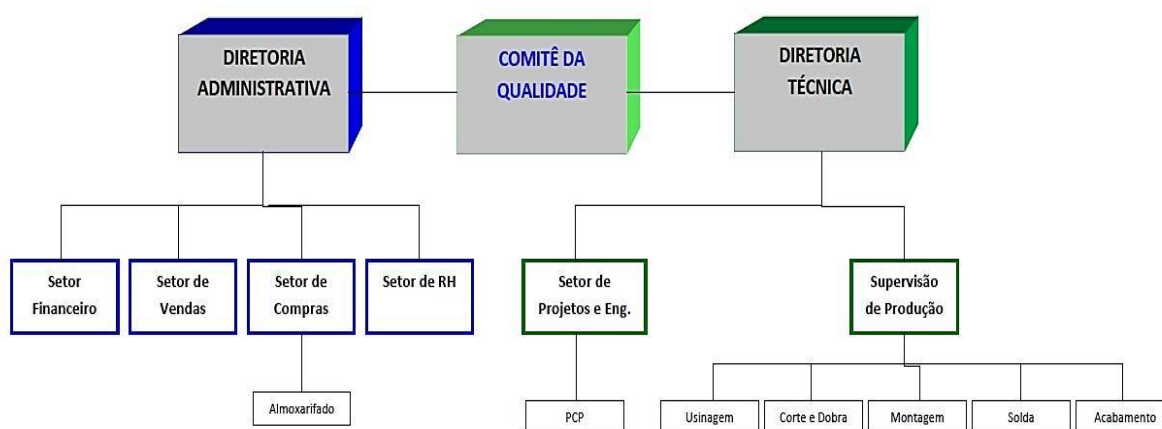 DIRETORIA
ADMINISTRATIVA
COMITÊ DA
QUALIDADE
DIRETORIA
TÉCNICA
Setor
Financeiro
Setor de
Vendas
Setor de
Compras
Setor de RH
Setor de
Projetos e Eng.
Supervisão
de Produção
Almoxarifado
PCP
Usinagem
Corte e Dobra
Montagem
Solda
Acabamento